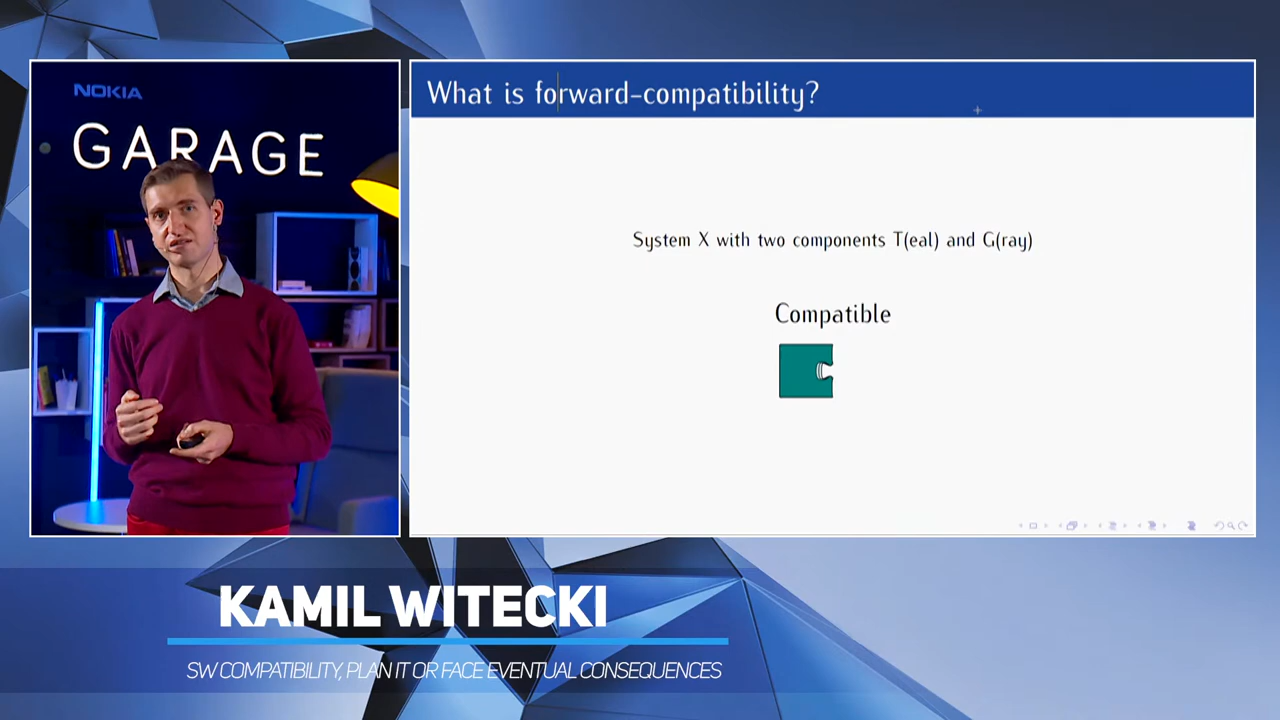 NOKIA
GARAGE
What is forward-compatibility?
System X with two components T(eal) and G(ray)
Compatible
KAMIL WITECKI
SW COMPATIBILITY, PLAN IT OR FACE EVENTUAL CONSEQUENCES